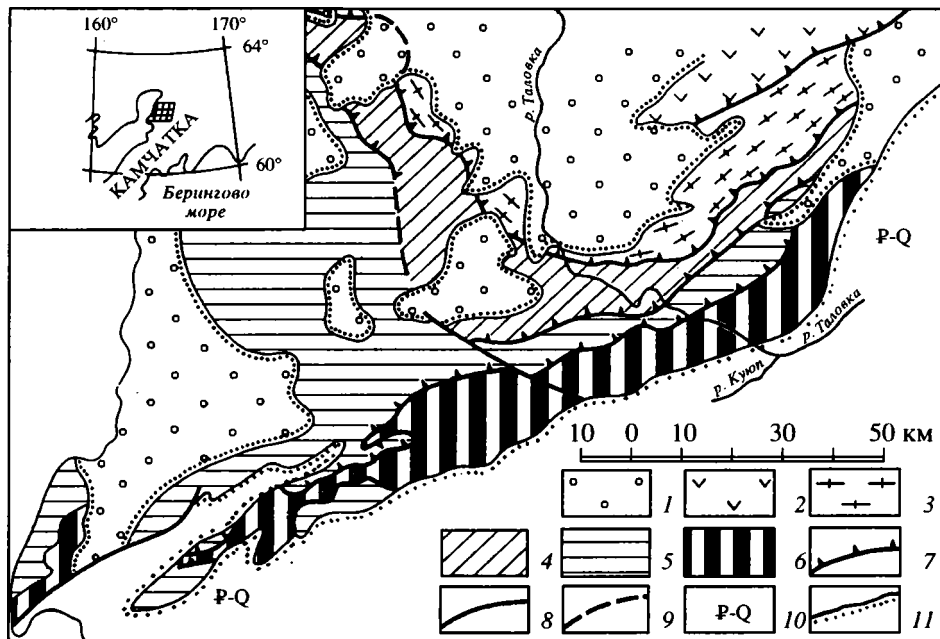 160° 170°
64°
60°
КАМЧАТКА
Берингово
море
р. Таловка
₽-Q
р. Таловка
р. Куюп
10 0 10 30 50 км
1 2 3
4 5 6 7
8 9 ₽-Q 10 11
₽-Q